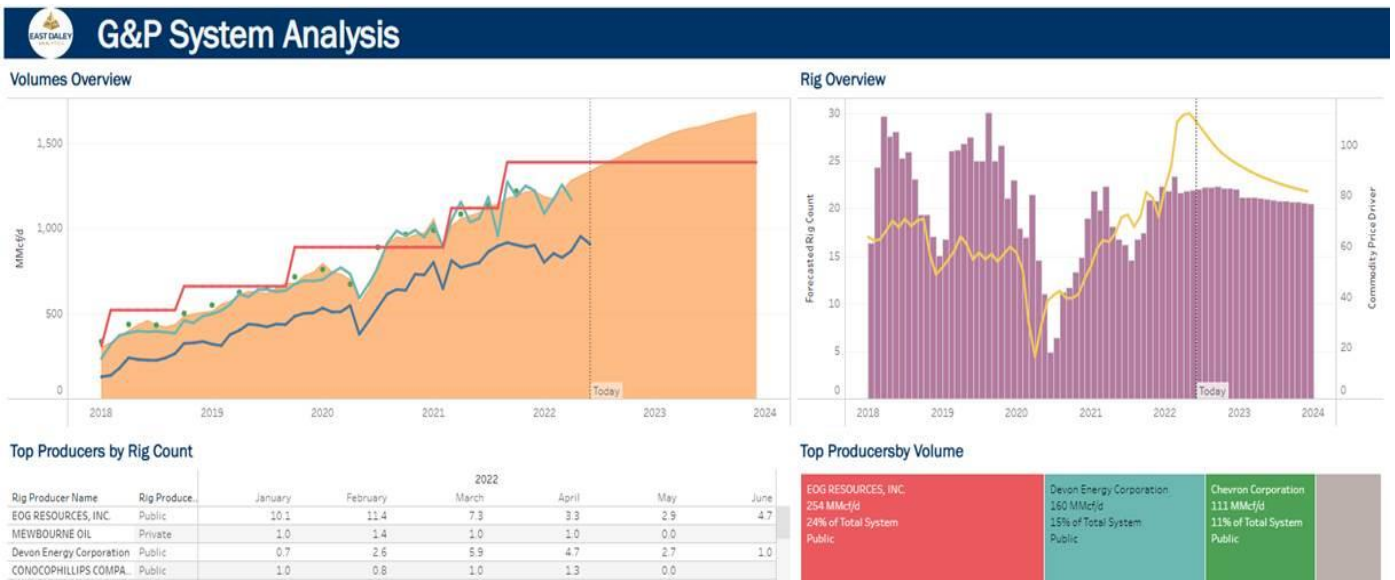 EAST DALEY
G&P System Analysis
Volumes Overview
Rig Overview
1,500
1,000
500
0
MMcf/d
Today
2018 2019 2020 2021 2022 2023 2024
30
25
20
15
10
5
0
Forecasted Rig Count
100
80
60
40
20
0
Commodity Price Driver
Today
2018 2019 2020 2021 2022 2023 2024
Top Producers by Rig Count
2022
Rig Producer Name Rig Produce.. January February March April May June
EOG RESOURCES, INC. Public 10.1 11.4 7.3 3.3 2.9 4.7
MEWBOURNE OIL Private 1.0 1.4 1.0 1.0 0.0
Devon Energy Corporation Public 0.7 2.6 5.9 4.7 2.7 1.0
CONOCOPHILLIPS COMPA.. Public 1.0 0.8 1.0 1.3 0.0
Top Producersby Volume
EOG RESOURCES, INC.
254 MMcf/d
24% of Total System
Public
Devon Energy Corporation
160 MMcf/d
15% of Total System
Public
Chevron Corporation
111 MMcf/d
11% of Total System
Public